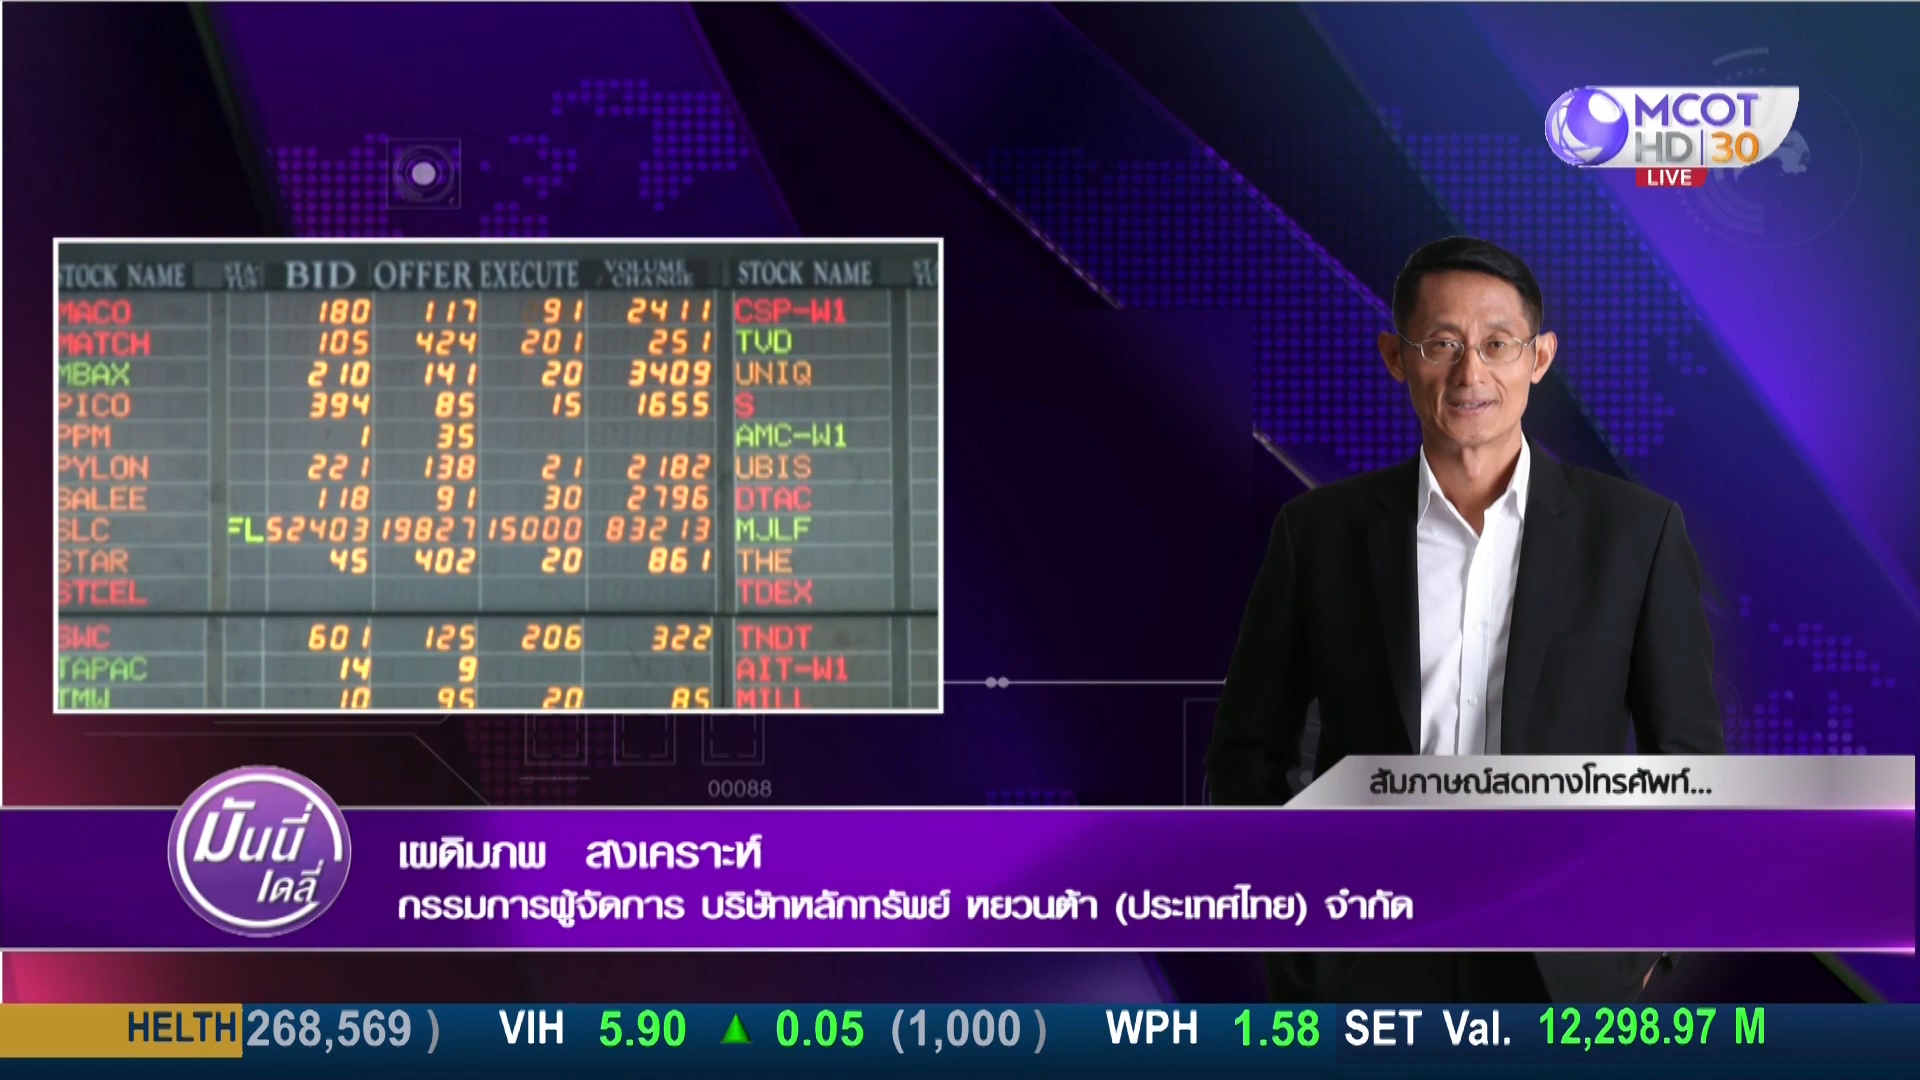 MCOT
HD 30
LIVE
STOCK NAME STATUS BID OFFER EXECUTE VOLUME / CHANGE STOCK NAME
MACO 180 117 91 2411 CSP-W1
MATCH 105 424 201 251 TVD
MBAX 210 141 20 3409 UNIQ
PICO 394 85 15 1655 S
PPM 1 35 AMC-W1
PYLON 221 138 21 2182 UBIS
SALEE 118 91 30 2796 DTAC
SLC FL 52403 19827 15000 83213 MJLF
STAR 45 402 20 861 THE
STEEL TDEX
SWC 601 125 206 322 TNDT
TAPAC 14 9 AIT-W1
TMW 10 95 20 85 MILL
00088
สัมภาษณ์สดทางโทรศัพท์...
มันนี่
เดลี่
เผดิมภพ สงเคราะห์
กรรมการผู้จัดการ บริษัทหลักทรัพย์ หยวนต้า (ประเทศไทย) จำกัด
HELTH 268,569 ) VIH 5.90 ▲ 0.05 (1,000 ) WPH 1.58 SET Val. 12,298.97 M